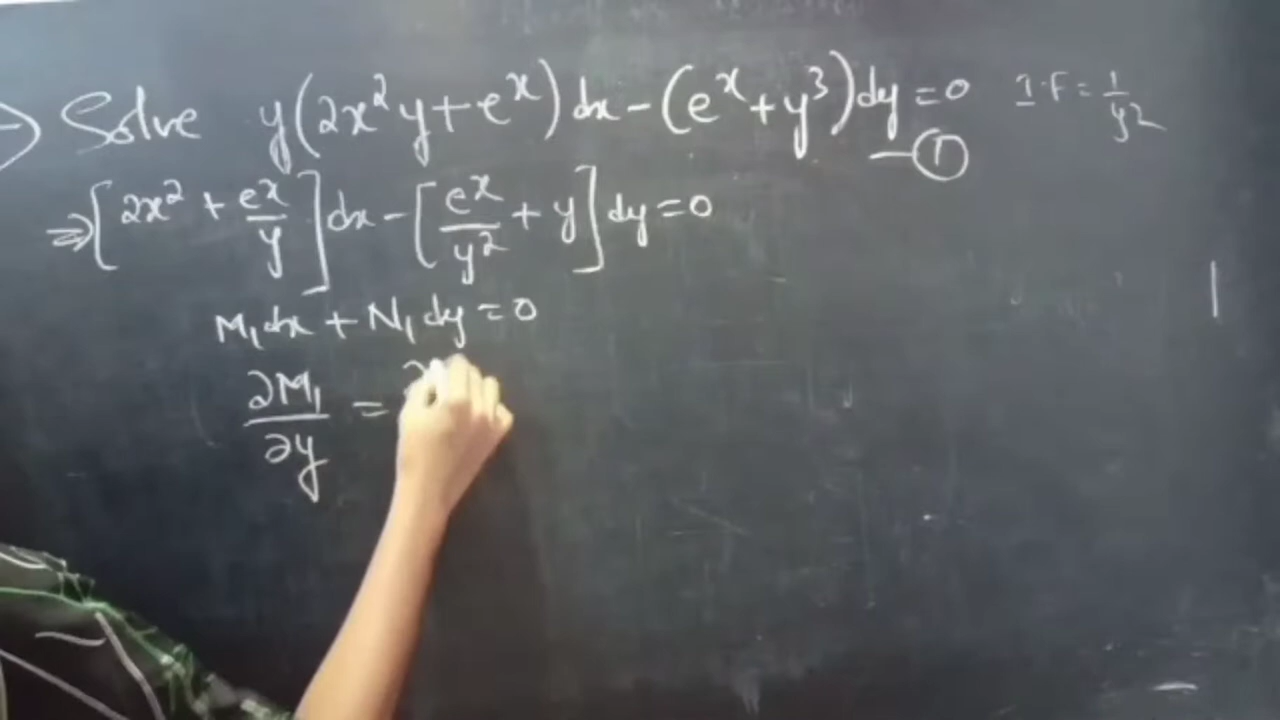 Solve y(2x²y+eˣ)dx-(eˣ+y³)dy=0 I.F=1/y²
—①
⇒[2x²+eˣ/y]dx-[eˣ/y²+y]dy=0
M₁dx+N₁dy=0
∂M₁/∂y=∂